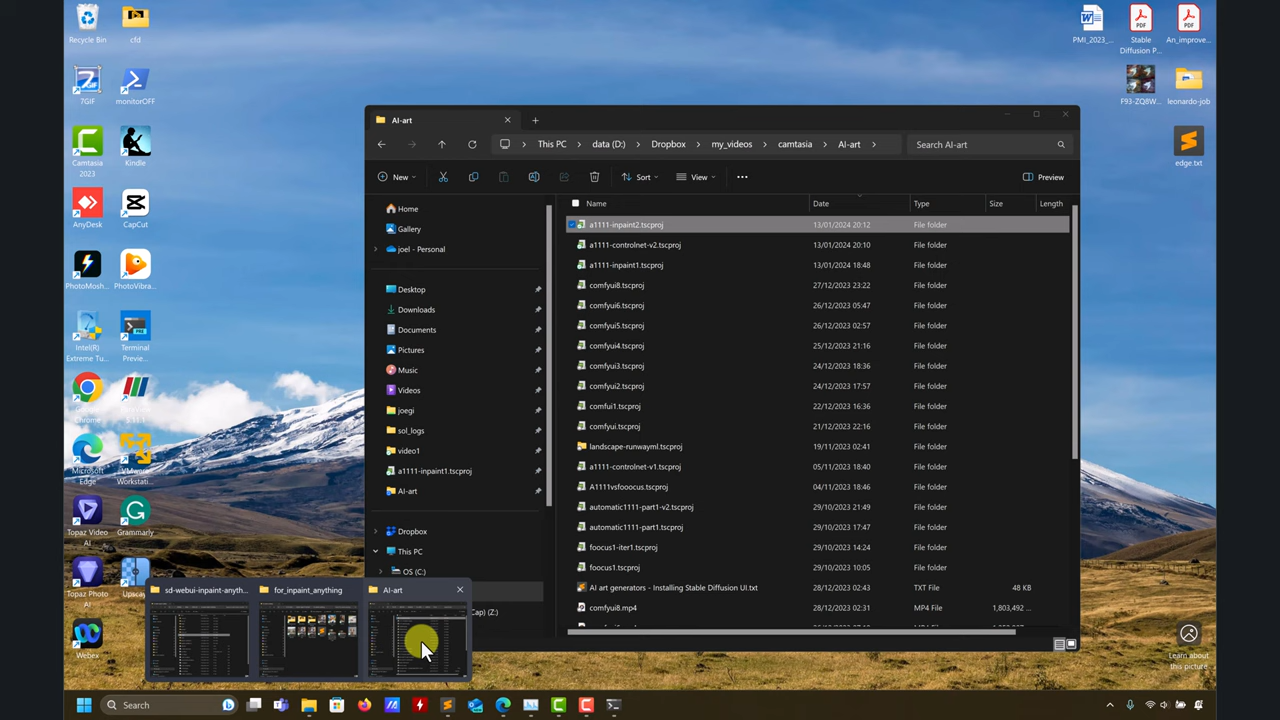 Recycle Bin
cfd
7GIF
monitorOFF
Camtasia
2023
Kindle
AnyDesk
CapCut
PhotoMosh...
PhotoVibra...
Intel(R)
Extreme Tu...
Terminal
Previe...
Chrome
Microsoft
Edge
VMware
Workstati...
Topaz Video
AI
Grammarly
Topaz Photo
AI
Upsca
Webex
PMI_2023_...
Stable
Diffusion P...
An_improve...
F93-ZQ8W...
leonardo-job
edge.txt
Learn about
this picture
AI-art
This PC
data (D:)
Dropbox
my_videos
camtasia
AI-art
Search AI-art
New
Sort
View
Preview
Name
Date
Type
Size
Length
Home
Gallery
joel - Personal
Desktop
Downloads
Documents
Pictures
Music
Videos
joegi
sol_logs
video1
a1111-inpaint1.tscproj
AI-art
Dropbox
This PC
OS (C:)
ap) (Z:)
a1111-inpaint2.tscproj 13/01/2024 20:12 File folder
a1111-controlnet-v2.tscproj 13/01/2024 20:10 File folder
a1111-inpaint1.tscproj 13/01/2024 18:48 File folder
comfyui8.tscproj 27/12/2023 23:22 File folder
comfyui6.tscproj 26/12/2023 05:47 File folder
comfyui5.tscproj 26/12/2023 02:57 File folder
comfyui4.tscproj 25/12/2023 21:16 File folder
comfyui3.tscproj 24/12/2023 18:36 File folder
comfyui2.tscproj 24/12/2023 17:57 File folder
comfui1.tscproj 22/12/2023 16:36 File folder
comfyui.tscproj 21/12/2023 22:16 File folder
landscape-runwayml.tscproj 19/11/2023 02:41 File folder
a1111-controlnet-v1.tscproj 05/11/2023 18:40 File folder
A1111vsfooocus.tscproj 04/11/2023 18:46 File folder
automatic1111-part1-v2.tscproj 29/10/2023 21:49 File folder
automatic1111-part1.tscproj 29/10/2023 17:47 File folder
foocus1-iter1.tscproj 29/10/2023 14:24 File folder
foocus1.tscproj 29/10/2023 10:05 File folder
AI art generators - Installing Stable Diffusion UI.txt 28/12/2023 02:43 TXT File 48 KB
comfyui8.mp4 28/12/2023 03:31 MP4 File 1,803,492 ...
sd-webui-inpaint-anyth...
for_inpaint_anything
AI-art
Search